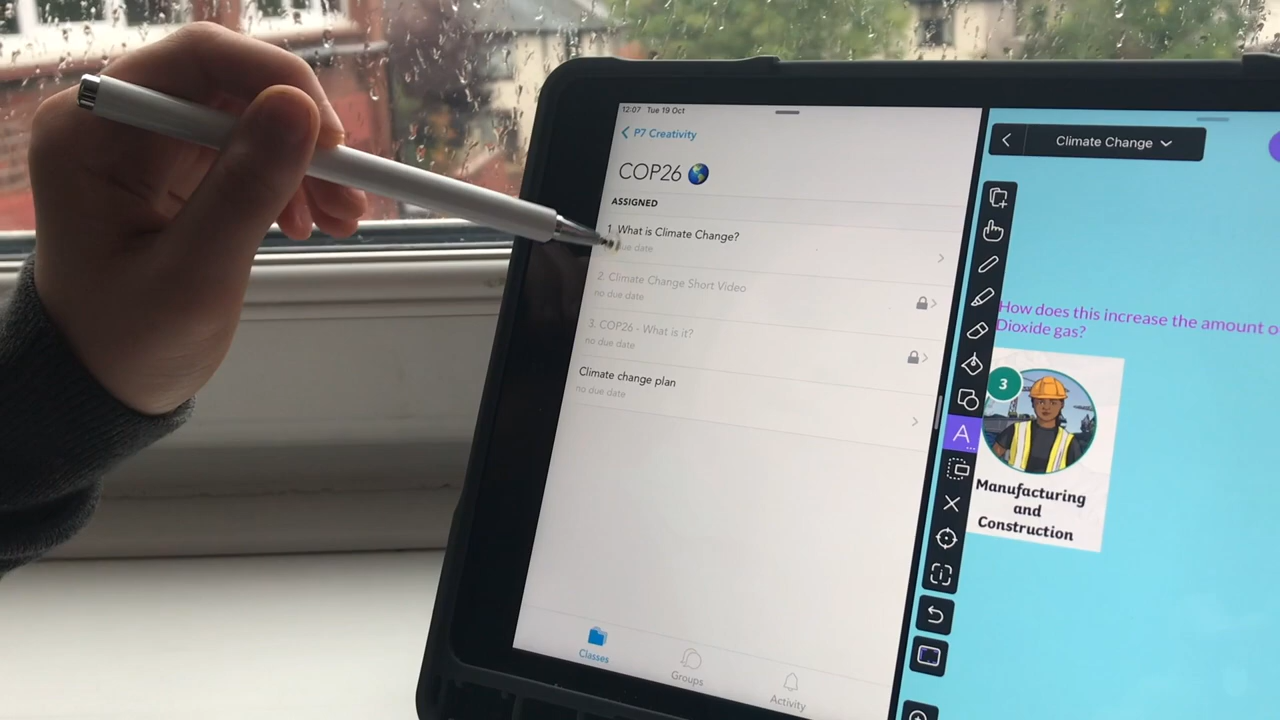 12:07 Tue 19 Oct
P7 Creativity
COP26
ASSIGNED
1. What is Climate Change?
due date
2. Climate Change Short Video
no due date
3. COP26 - What is it?
no due date
Climate change plan
no due date
Classes
Groups
Activity
Climate Change
How does this increase the amount
Dioxide gas?
3
Manufacturing
and
Construction
A